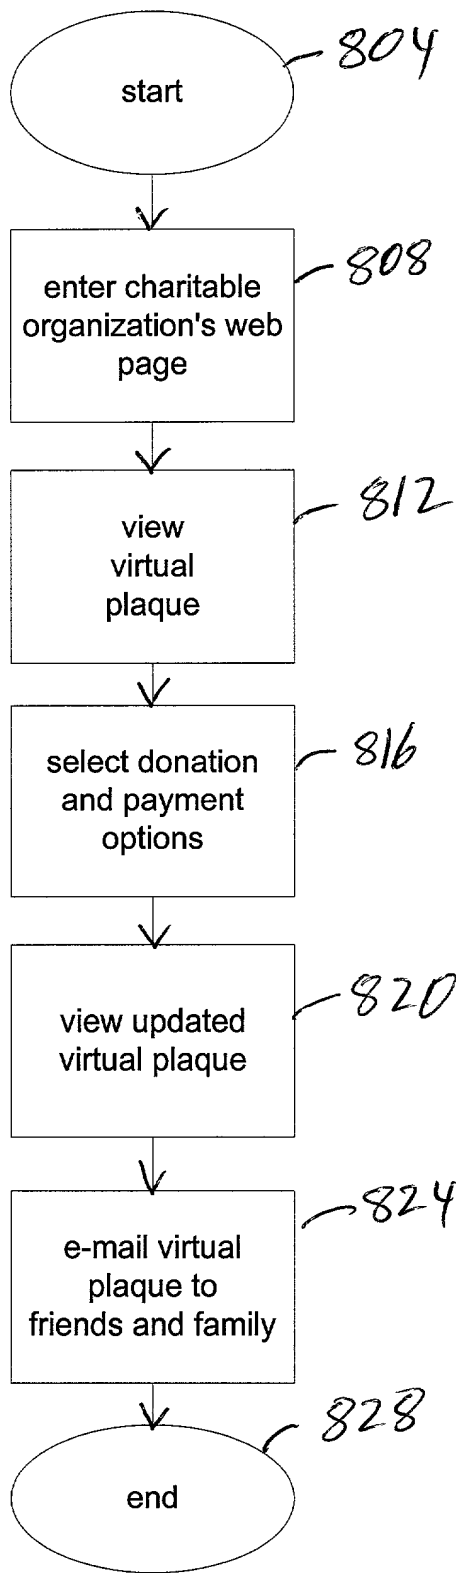 start
804
enter charitable
organization's web
page
808
view
virtual
plaque
812
select donation
and payment
options
816
view updated
virtual plaque
820
e-mail virtual
plaque to
friends and family
824
end
828